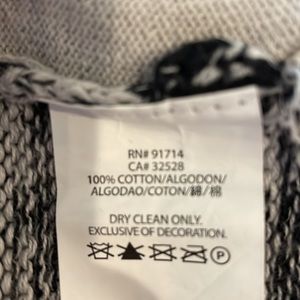 RN# 91714
CA# 32528
100% COTTON/ALGODON/
ALGODAO/COTON/綿/棉
DRY CLEAN ONLY.
EXCLUSIVE OF DECORATION.
P